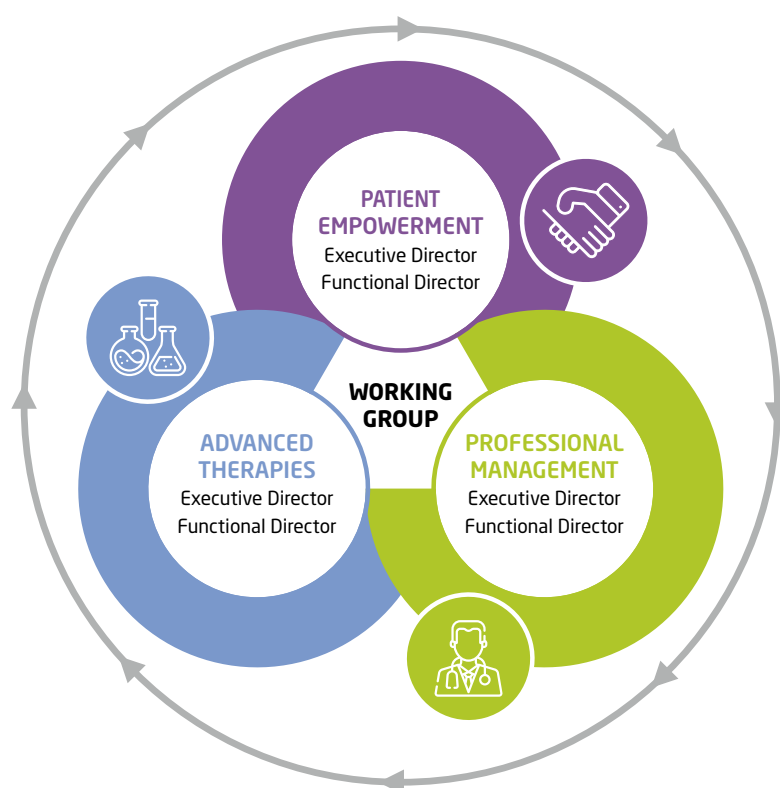 PATIENT
EMPOWERMENT
Executive Director
Functional Director
WORKING
GROUP
ADVANCED
THERAPIES
Executive Director
Functional Director
PROFESSIONAL
MANAGEMENT
Executive Director
Functional Director